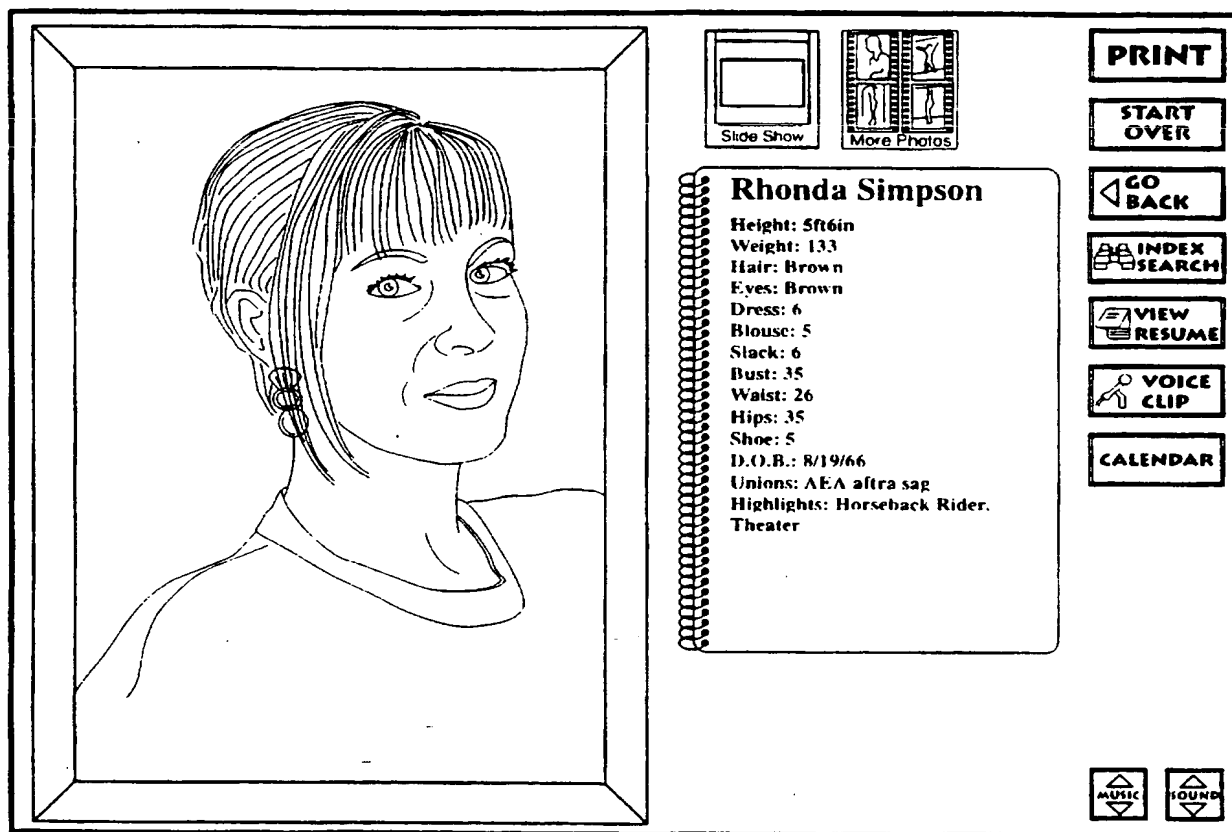 Slide Show
More Photos
Rhonda Simpson
Height: 5ft6in
Weight: 133
Hair: Brown
Eyes: Brown
Dress: 6
Blouse: 5
Slack: 6
Bust: 35
Waist: 26
Hips: 35
Shoe: 5
D.O.B.: 8/19/66
Unions: AEA aftra sag
Highlights: Horseback Rider.
Theater
PRINT
START
OVER
GO
BACK
INDEX
SEARCH
VIEW
RESUME
VOICE
CLIP
CALENDAR
MUSIC
SOUND